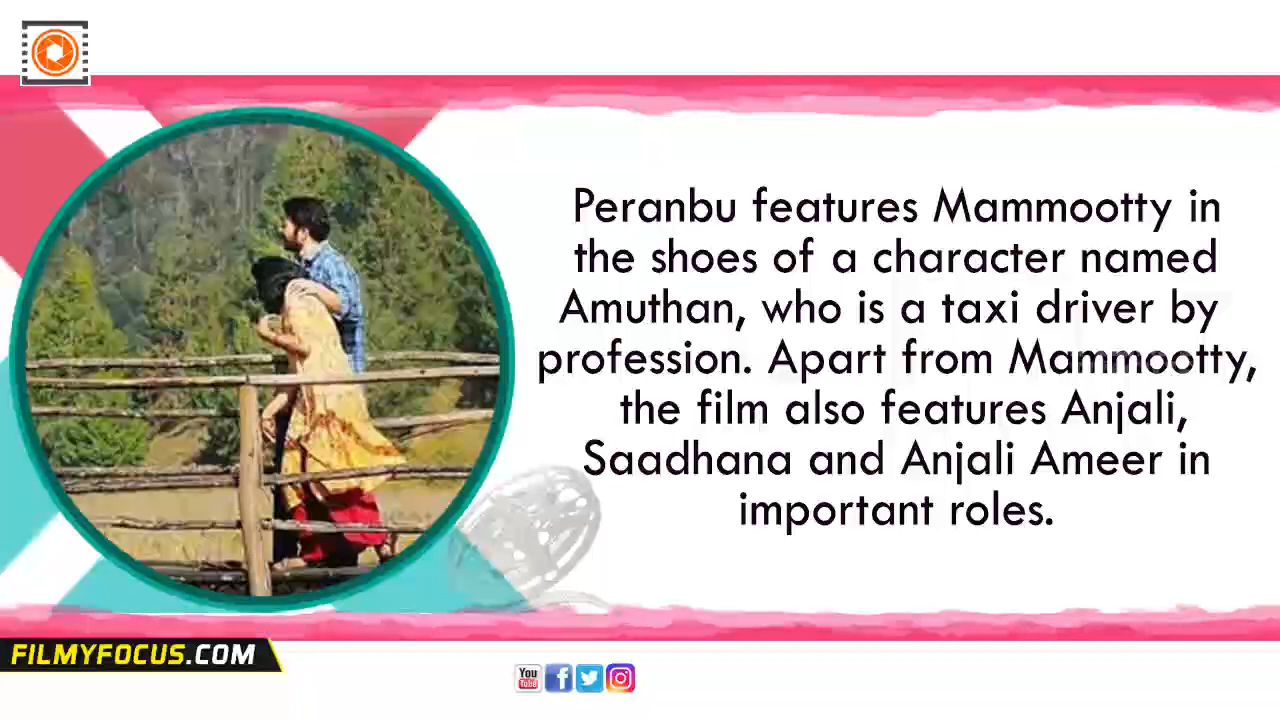 Peranbu features Mammootty in
the shoes of a character named
Amuthan, who is a taxi driver by
profession. Apart from Mammootty,
the film also features Anjali,
Saadhana and Anjali Ameer in
important roles.
FILMYFOCUS.COM
You
Tube